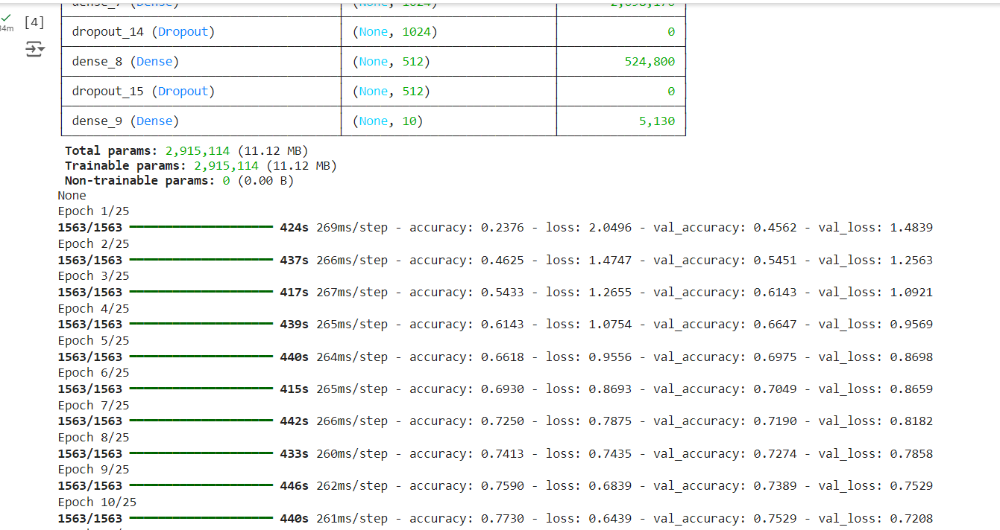 dense_7 (Dense) (None, 1024) 2,098,176
34m [4]
dropout_14 (Dropout) (None, 1024) 0
dense_8 (Dense) (None, 512) 524,800
dropout_15 (Dropout) (None, 512) 0
dense_9 (Dense) (None, 10) 5,130
Total params: 2,915,114 (11.12 MB)
Trainable params: 2,915,114 (11.12 MB)
Non-trainable params: 0 (0.00 B)
None
Epoch 1/25
1563/1563 424s 269ms/step - accuracy: 0.2376 - loss: 2.0496 - val_accuracy: 0.4562 - val_loss: 1.4839
Epoch 2/25
1563/1563 437s 266ms/step - accuracy: 0.4625 - loss: 1.4747 - val_accuracy: 0.5451 - val_loss: 1.2563
Epoch 3/25
1563/1563 417s 267ms/step - accuracy: 0.5433 - loss: 1.2655 - val_accuracy: 0.6143 - val_loss: 1.0921
Epoch 4/25
1563/1563 439s 265ms/step - accuracy: 0.6143 - loss: 1.0754 - val_accuracy: 0.6647 - val_loss: 0.9569
Epoch 5/25
1563/1563 440s 264ms/step - accuracy: 0.6618 - loss: 0.9556 - val_accuracy: 0.6975 - val_loss: 0.8698
Epoch 6/25
1563/1563 415s 265ms/step - accuracy: 0.6930 - loss: 0.8693 - val_accuracy: 0.7049 - val_loss: 0.8659
Epoch 7/25
1563/1563 442s 266ms/step - accuracy: 0.7250 - loss: 0.7875 - val_accuracy: 0.7190 - val_loss: 0.8182
Epoch 8/25
1563/1563 433s 260ms/step - accuracy: 0.7413 - loss: 0.7435 - val_accuracy: 0.7274 - val_loss: 0.7858
Epoch 9/25
1563/1563 446s 262ms/step - accuracy: 0.7590 - loss: 0.6839 - val_accuracy: 0.7389 - val_loss: 0.7529
Epoch 10/25
1563/1563 440s 261ms/step - accuracy: 0.7730 - loss: 0.6439 - val_accuracy: 0.7529 - val_loss: 0.7208